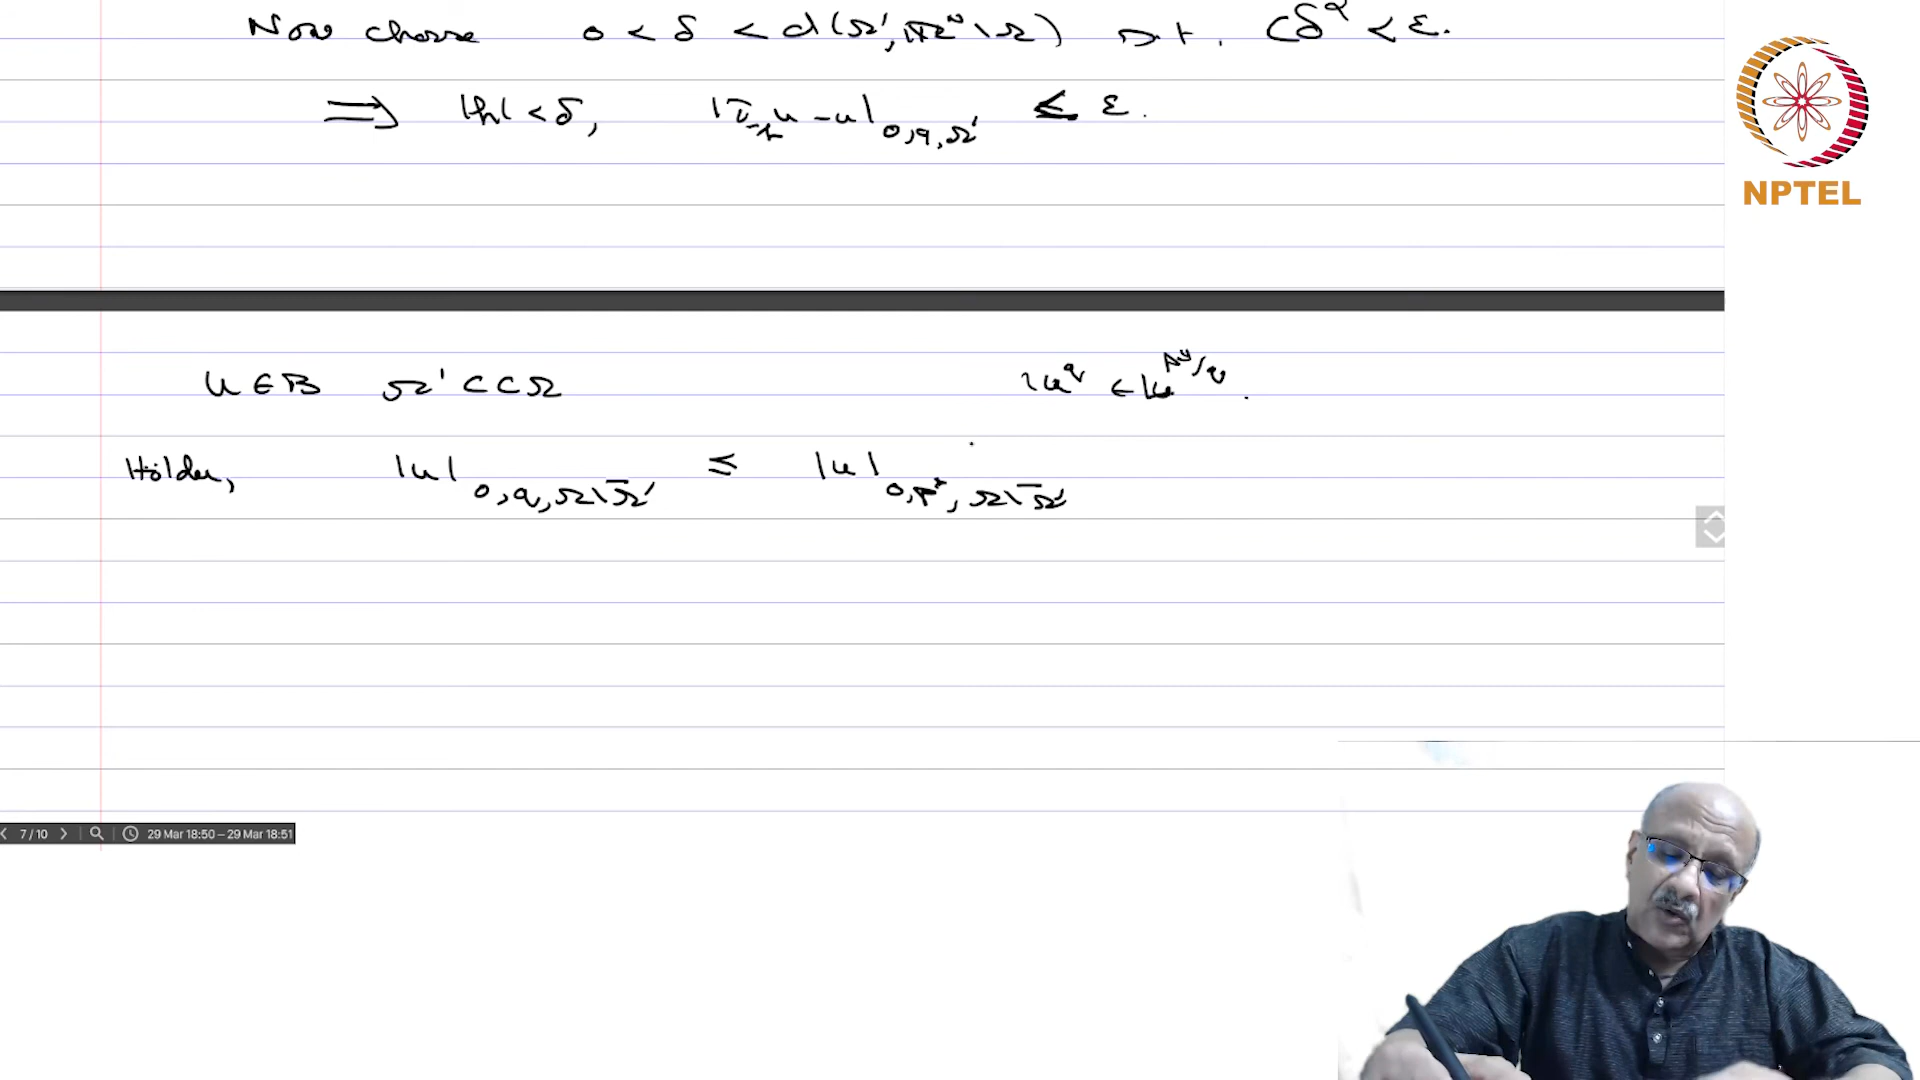 Now choose 0 < δ < d(Ω', ℝᴺ \ Ω) s.t. Cδ^α < ε.
⟹ |h| < δ, |τ₋ₕu - u|_{0,q,Ω'} ≤ ε.
NPTEL
u ∈ B Ω' ⊂⊂ Ω |u|^q ∈ L^{p*/q}.
Hölder, |u|_{0,q,Ω\Ω̄'} ≤ |u|_{0,p*,Ω\Ω̄'}
7/10 29 Mar 18:50 – 29 Mar 18:51